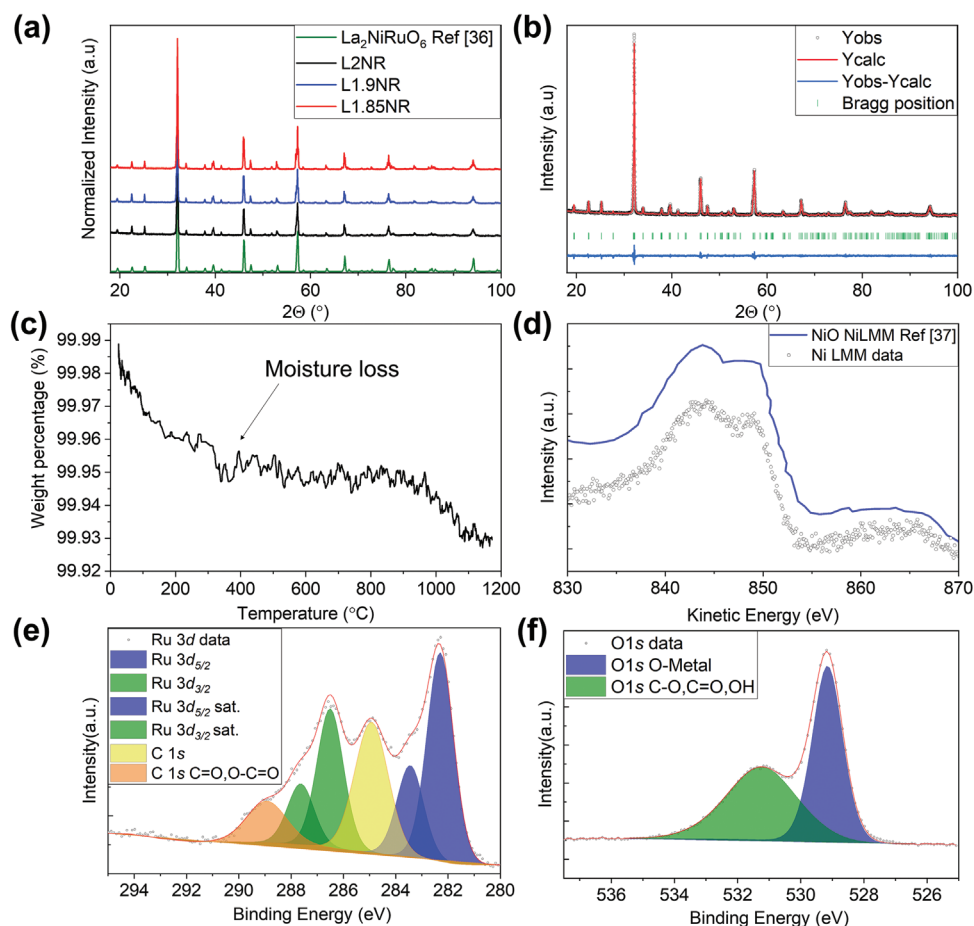 (a)
La₂NiRuO₆ Ref [36]
L2NR
L1.9NR
L1.85NR
Normalized Intensity (a.u)
20 40 60 80 100
2Θ (°)
(b)
Yobs
Ycalc
Yobs-Ycalc
Bragg position
Intensity (a.u)
20 30 40 50 60 70 80 90 100
2Θ (°)
(c)
Moisture loss
Weight percentage (%)
99.99
99.98
99.97
99.96
99.95
99.94
99.93
99.92
0 200 400 600 800 1000 1200
Temperature (°C)
(d)
NiO NiLMM Ref [37]
Ni LMM data
Intensity (a.u.)
830 840 850 860 870
Kinetic Energy (eV)
(e)
Ru 3d data
Ru 3d5/2
Ru 3d3/2
Ru 3d5/2 sat.
Ru 3d3/2 sat.
C 1s
C 1s C=O,O-C=O
Intensity(a.u.)
294 292 290 288 286 284 282 280
Binding Energy (eV)
(f)
O1s data
O1s O-Metal
O1s C-O,C=O,OH
Intensity(a.u.)
536 534 532 530 528 526
Binding Energy (eV)